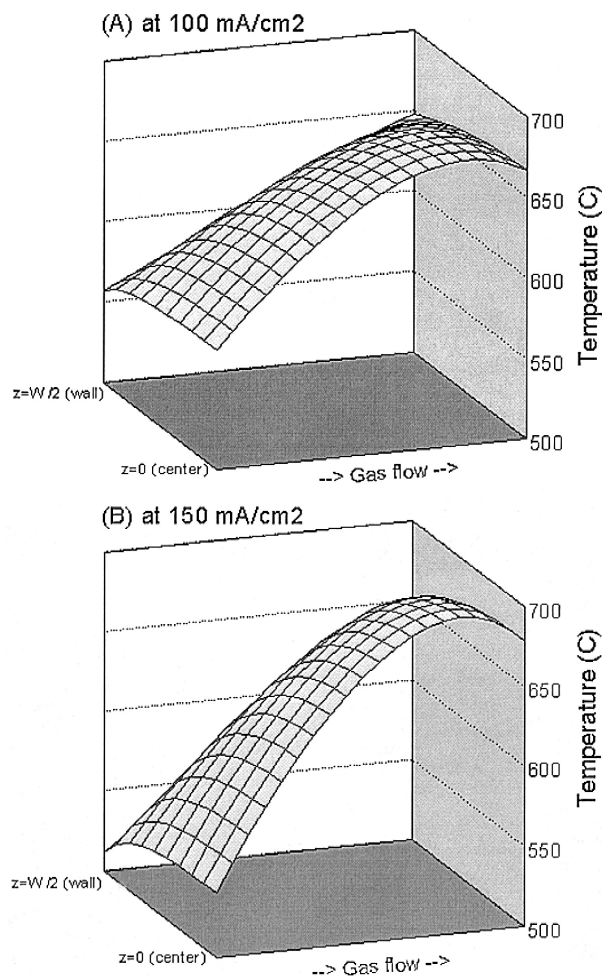 (A) at 100 mA/cm2
700
650
600
550
500
Temperature (C)
z=W/2 (wall)
z=0 (center)
--> Gas flow -->
(B) at 150 mA/cm2
700
650
600
550
500
Temperature (C)
z=W/2 (wall)
z=0 (center)
--> Gas flow -->